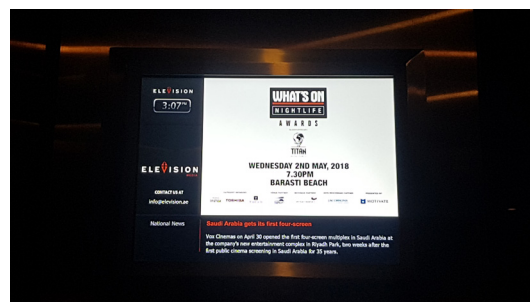 ELEVISION
3:07PM
WHAT'S ON
NIGHTLIFE
AWARDS
TITAN
WEDNESDAY 2ND MAY, 2018
7.30PM
BARASTI BEACH
ELEVISION
MEDIA
CONTACT US AT
info@elevision.ae
TOSHIBA
National News
Saudi Arabia gets its first four-screen
Vox Cinemas on April 30 opened the first four-screen multiplex in Saudi Arabia at
the company's new entertainment complex in Riyadh Park, two weeks after the
first public cinema screening in Saudi Arabia for 35 years.